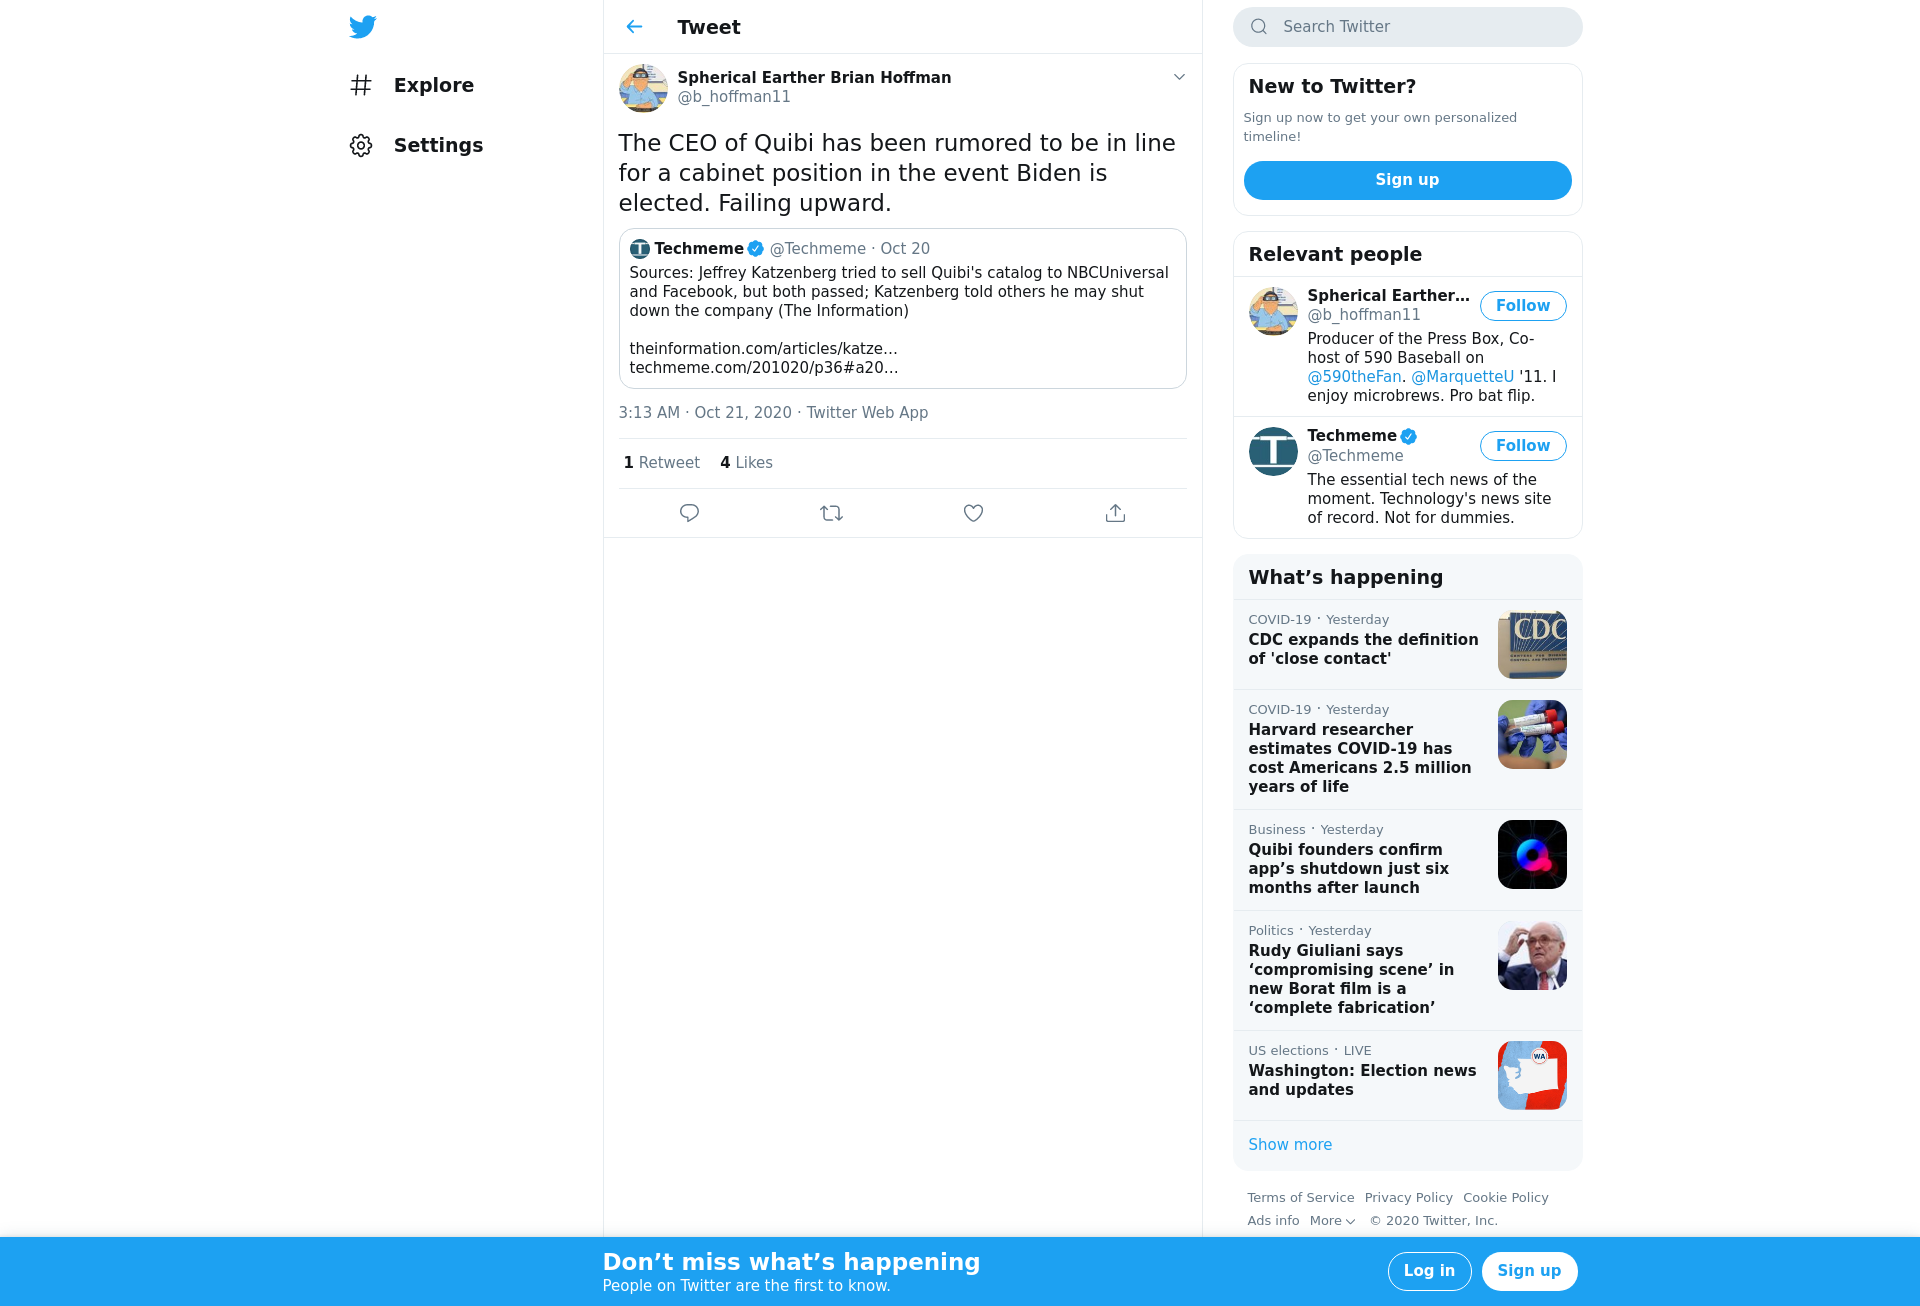 Explore
Settings
Tweet
Spherical Earther Brian Hoffman
@b_hoffman11
The CEO of Quibi has been rumored to be in line
for a cabinet position in the event Biden is
elected. Failing upward.
Techmeme @Techmeme · Oct 20
Sources: Jeffrey Katzenberg tried to sell Quibi's catalog to NBCUniversal
and Facebook, but both passed; Katzenberg told others he may shut
down the company (The Information)
theinformation.com/articles/katze…
techmeme.com/201020/p36#a20…
3:13 AM · Oct 21, 2020 · Twitter Web App
1 Retweet 4 Likes
Search Twitter
New to Twitter?
Sign up now to get your own personalized
timeline!
Sign up
Relevant people
Spherical Earther…
@b_hoffman11
Follow
Producer of the Press Box, Co-
host of 590 Baseball on
@590theFan. @MarquetteU '11. I
enjoy microbrews. Pro bat flip.
Techmeme
@Techmeme
Follow
The essential tech news of the
moment. Technology's news site
of record. Not for dummies.
What’s happening
COVID-19 · Yesterday
CDC expands the definition
of 'close contact'
CDC
COVID-19 · Yesterday
Harvard researcher
estimates COVID-19 has
cost Americans 2.5 million
years of life
Business · Yesterday
Quibi founders confirm
app’s shutdown just six
months after launch
Politics · Yesterday
Rudy Giuliani says
‘compromising scene’ in
new Borat film is a
‘complete fabrication’
US elections · LIVE
Washington: Election news
and updates
WA
Show more
Terms of Service Privacy Policy Cookie Policy
Ads info More © 2020 Twitter, Inc.
Don’t miss what’s happening
People on Twitter are the first to know.
Log in
Sign up